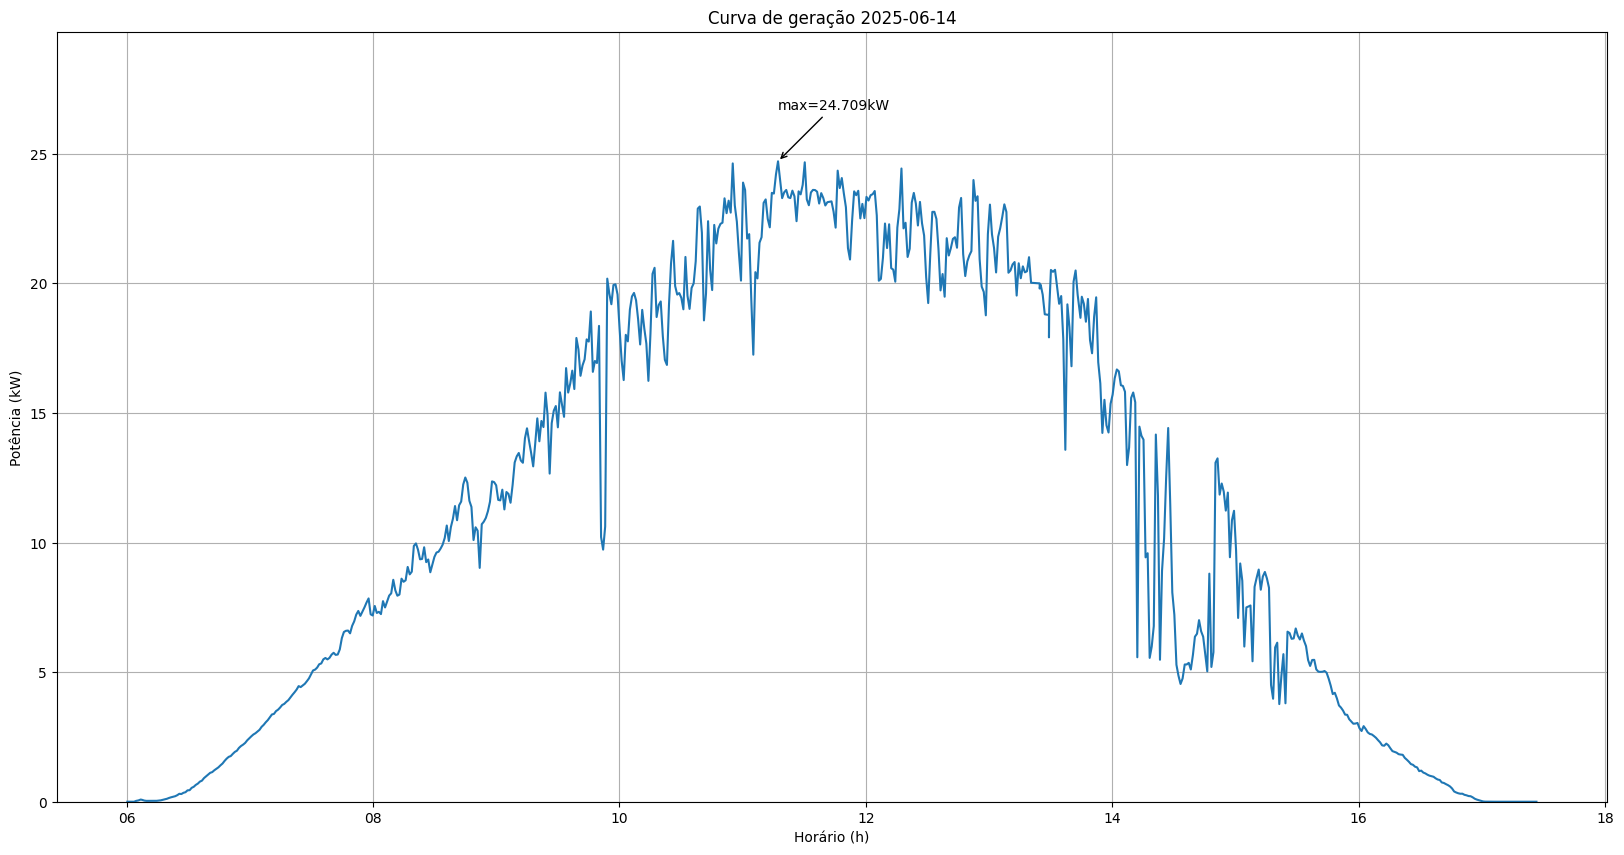 Curva de geração 2025-06-14
max=24.709kW
25
20
15
10
5
0
Potência (kW)
06 08 10 12 14 16 18
Horário (h)